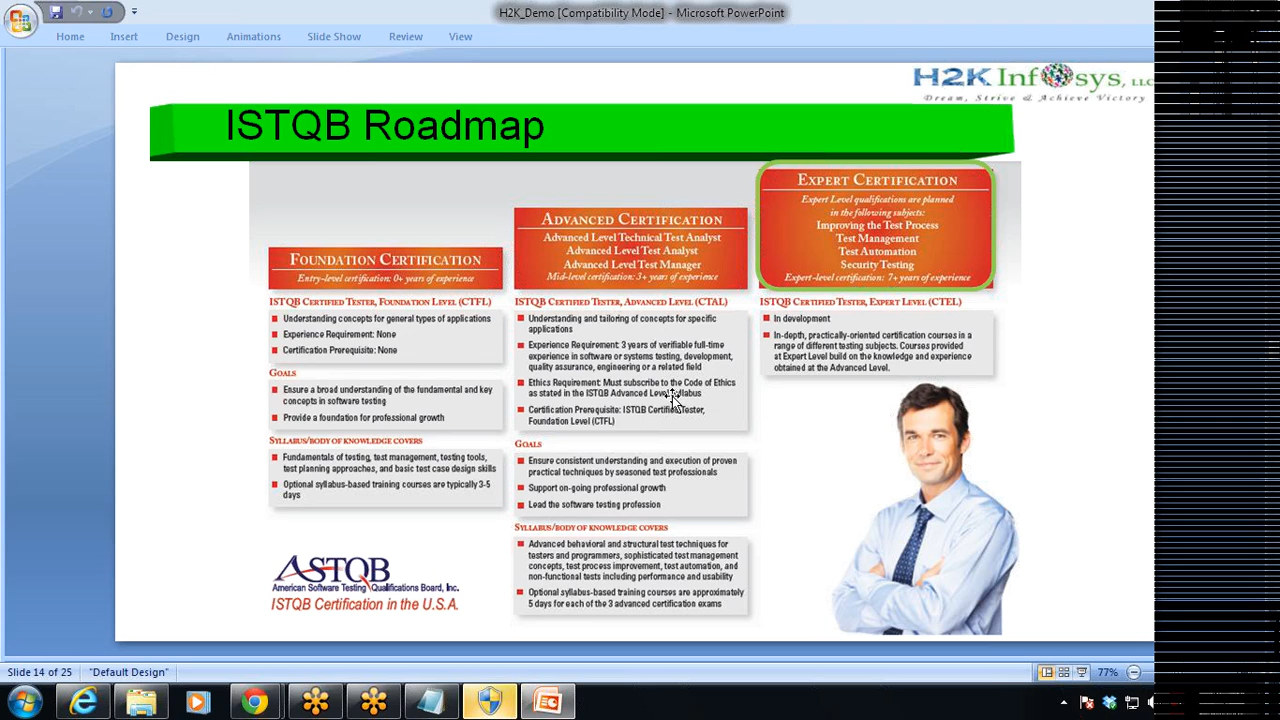 H2K_Demo [Compatibility Mode] - Microsoft PowerPoint
Home Insert Design Animations Slide Show Review View
H2K Infosys, LLC
Dream, Strive & Achieve Victory
ISTQB Roadmap
FOUNDATION CERTIFICATION
Entry-level certification: 0+ years of experience
ISTQB CERTIFIED TESTER, FOUNDATION LEVEL (CTFL)
Understanding concepts for general types of applications
Experience Requirement: None
Certification Prerequisite: None
GOALS
Ensure a broad understanding of the fundamental and key
concepts in software testing
Provide a foundation for professional growth
SYLLABUS/BODY OF KNOWLEDGE COVERS
Fundamentals of testing, test management, testing tools,
test planning approaches, and basic test case design skills
Optional syllabus-based training courses are typically 3-5
days
ASTQB
American Software Testing Qualifications Board, Inc.
ISTQB Certification in the U.S.A.
ADVANCED CERTIFICATION
Advanced Level Technical Test Analyst
Advanced Level Test Analyst
Advanced Level Test Manager
Mid-level certification: 3+ years of experience
ISTQB CERTIFIED TESTER, ADVANCED LEVEL (CTAL)
Understanding and tailoring of concepts for specific
applications
Experience Requirement: 3 years of verifiable full-time
experience in software or systems testing, development,
quality assurance, engineering or a related field
Ethics Requirement: Must subscribe to the Code of Ethics
as stated in the ISTQB Advanced Level Syllabus
Certification Prerequisite: ISTQB Certified Tester,
Foundation Level (CTFL)
GOALS
Ensure consistent understanding and execution of proven
practical techniques by seasoned test professionals
Support on-going professional growth
Lead the software testing profession
SYLLABUS/BODY OF KNOWLEDGE COVERS
Advanced behavioral and structural test techniques for
testers and programmers, sophisticated test management
concepts, test process improvement, test automation, and
non-functional tests including performance and usability
Optional syllabus-based training courses are approximately
5 days for each of the 3 advanced certification exams
EXPERT CERTIFICATION
Expert Level qualifications are planned
in the following subjects:
Improving the Test Process
Test Management
Test Automation
Security Testing
Expert-level certification: 7+ years of experience
ISTQB CERTIFIED TESTER, EXPERT LEVEL (CTEL)
In development
In-depth, practically-oriented certification courses in a
range of different testing subjects. Courses provided
at Expert Level build on the knowledge and experience
obtained at the Advanced Level.
Slide 14 of 25 "Default Design" 77%